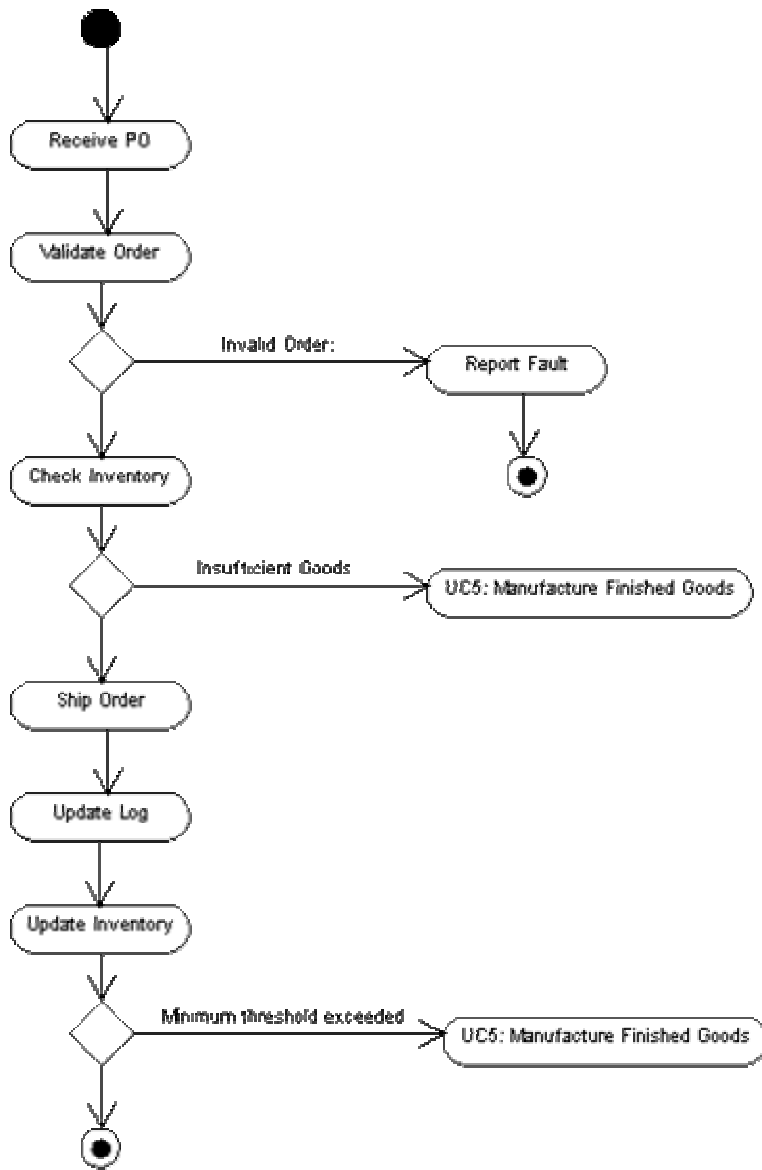 Receive PO
Validate Order
Invalid Order:
Report Fault
Check Inventory
Insufficient Goods
UC5: Manufacture Finished Goods
Ship Order
Update Log
Update Inventory
Minimum threshold exceeded
UC5: Manufacture Finished Goods